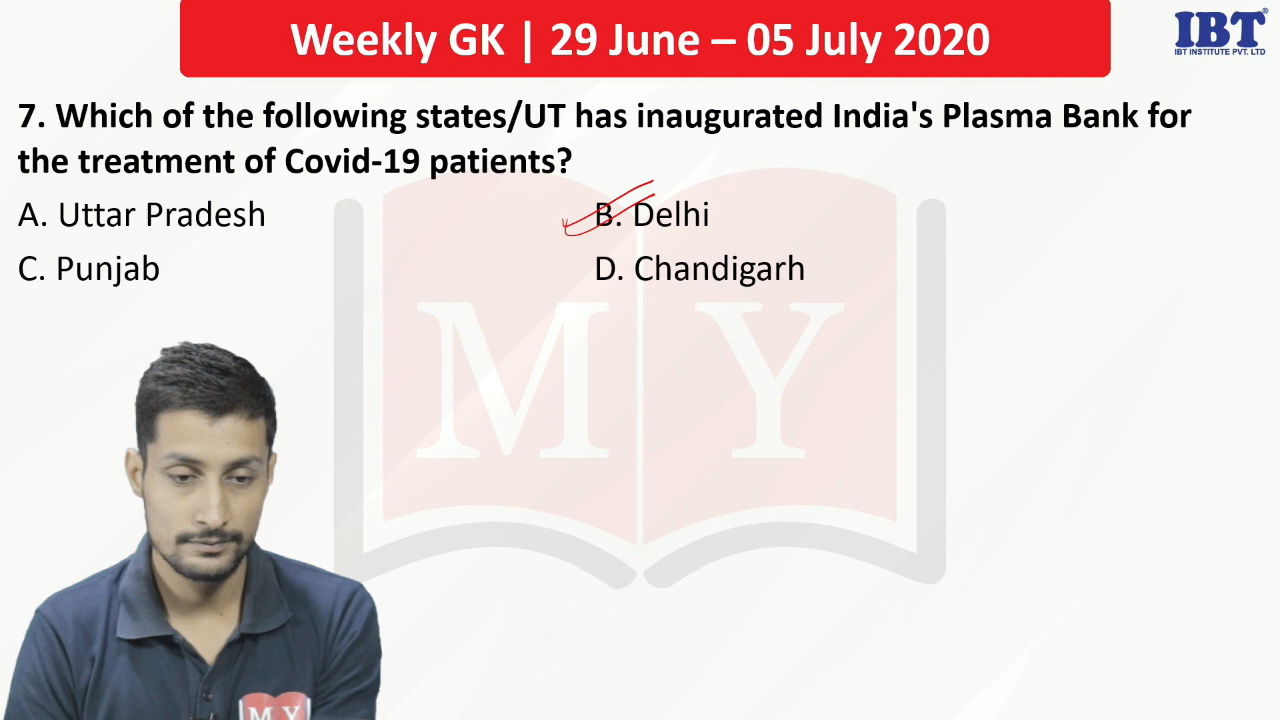 Weekly GK | 29 June – 05 July 2020
IBT®
IBT INSTITUTE PVT. LTD
7. Which of the following states/UT has inaugurated India's Plasma Bank for
the treatment of Covid-19 patients?
A. Uttar Pradesh
B. Delhi
C. Punjab
D. Chandigarh
M Y
M Y